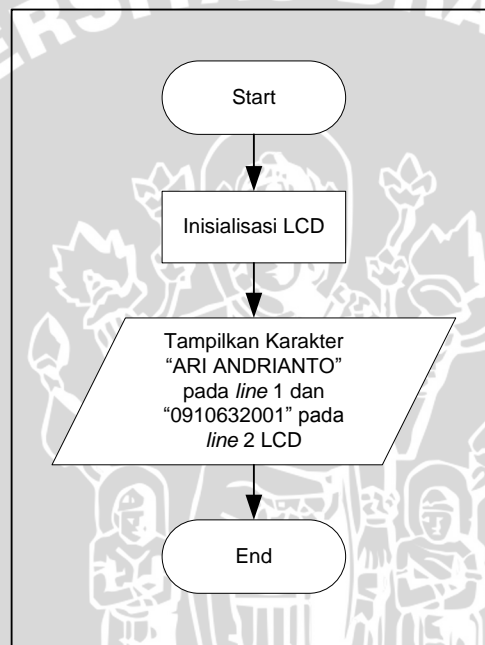 Start
Inisialisasi LCD
Tampilkan Karakter
“ARI ANDRIANTO”
pada line 1 dan
“0910632001” pada
line 2 LCD
End